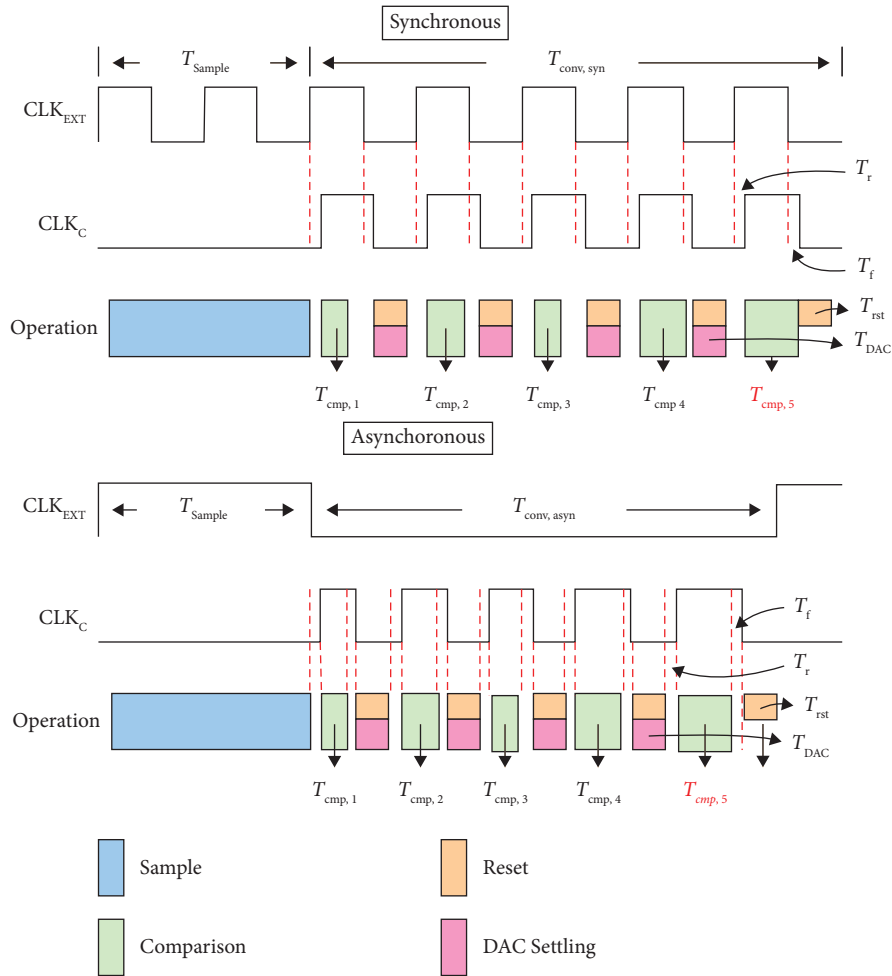 Synchronous
T_Sample
T_conv, syn
CLK_EXT
T_r
CLK_C
T_f
Operation
T_rst
T_DAC
T_cmp, 1 T_cmp, 2 T_cmp, 3 T_cmp 4 T_cmp, 5
Asynchoronous
CLK_EXT
T_Sample
T_conv, asyn
CLK_C
T_f
T_r
Operation
T_rst
T_DAC
T_cmp, 1 T_cmp, 2 T_cmp, 3 T_cmp, 4 T_cmp, 5
Sample
Reset
Comparison
DAC Settling